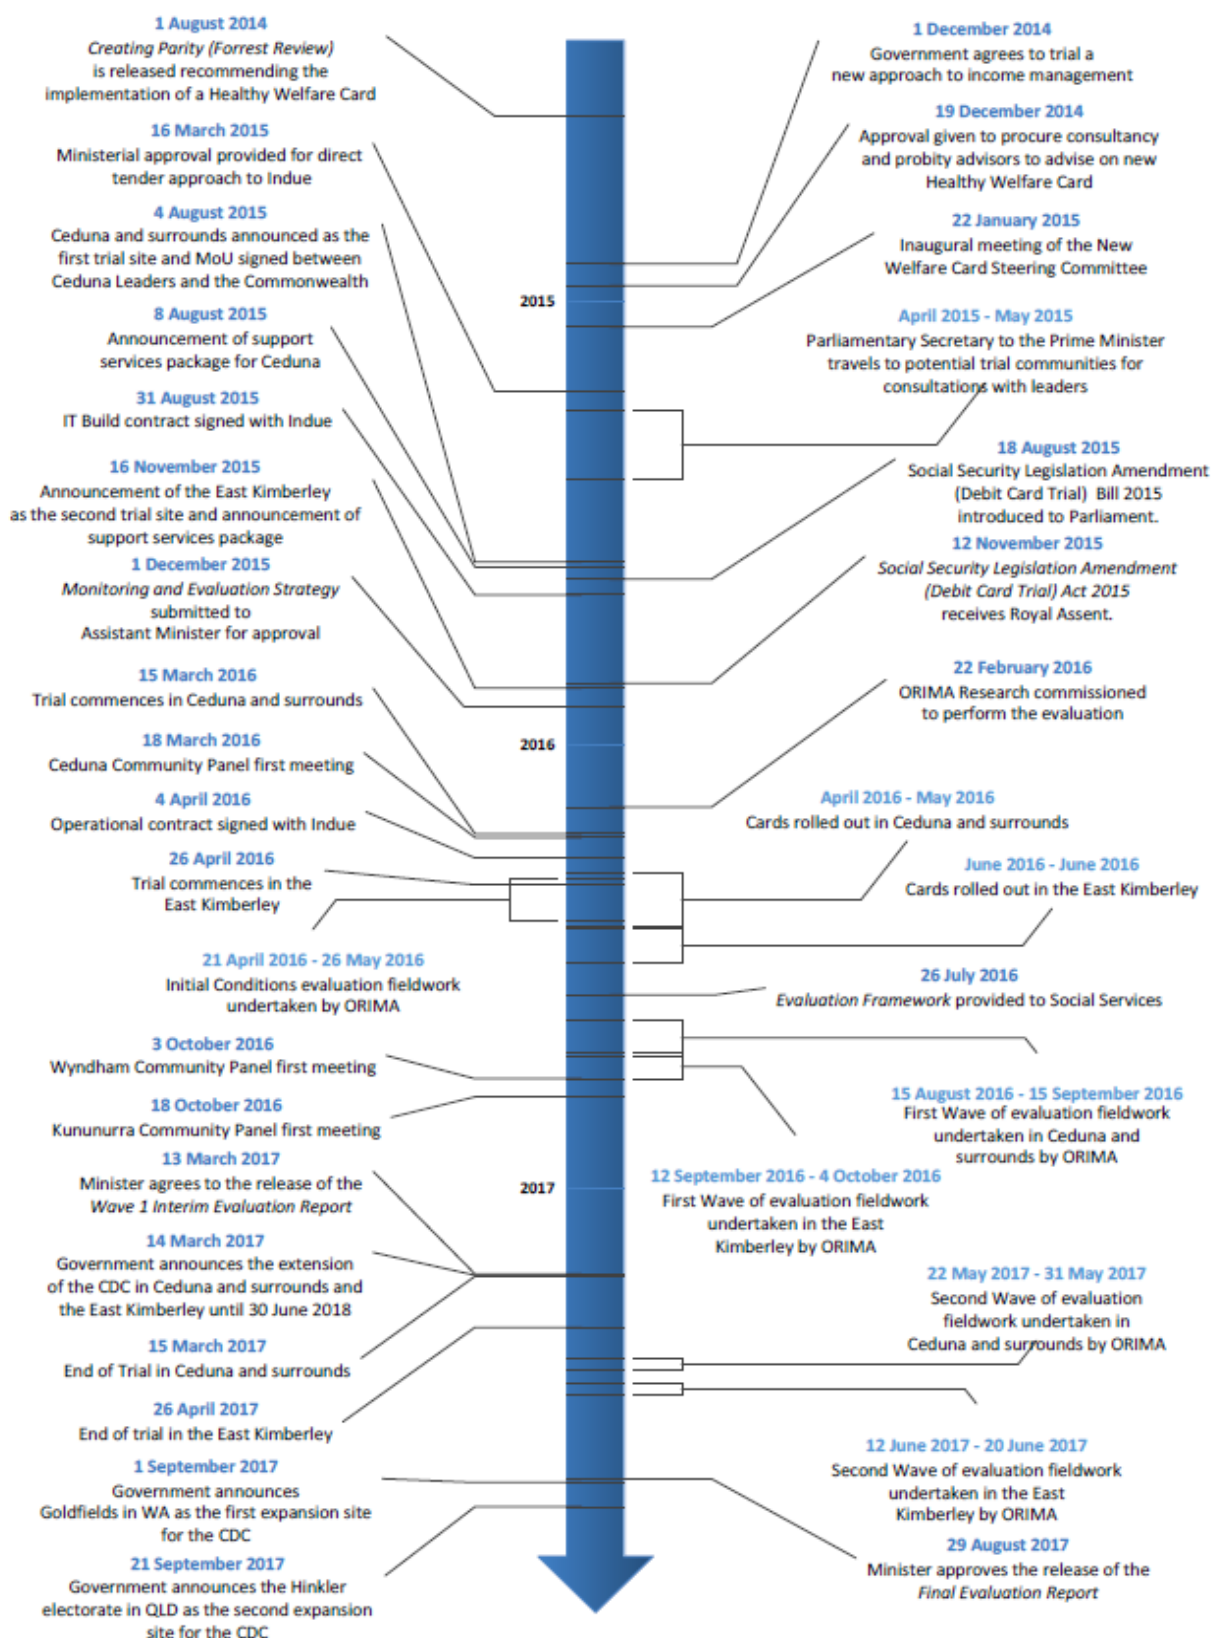 1 August 2014
Creating Parity (Forrest Review)
is released recommending the
implementation of a Healthy Welfare Card
16 March 2015
Ministerial approval provided for direct
tender approach to Indue
4 August 2015
Ceduna and surrounds announced as the
first trial site and MoU signed between
Ceduna Leaders and the Commonwealth
8 August 2015
Announcement of support
services package for Ceduna
31 August 2015
IT Build contract signed with Indue
16 November 2015
Announcement of the East Kimberley
as the second trial site and announcement of
support services package
1 December 2015
Monitoring and Evaluation Strategy
submitted to
Assistant Minister for approval
15 March 2016
Trial commences in Ceduna and surrounds
18 March 2016
Ceduna Community Panel first meeting
4 April 2016
Operational contract signed with Indue
26 April 2016
Trial commences in the
East Kimberley
21 April 2016 - 26 May 2016
Initial Conditions evaluation fieldwork
undertaken by ORIMA
3 October 2016
Wyndham Community Panel first meeting
18 October 2016
Kununurra Community Panel first meeting
13 March 2017
Minister agrees to the release of the
Wave 1 Interim Evaluation Report
14 March 2017
Government announces the extension
of the CDC in Ceduna and surrounds and
the East Kimberley until 30 June 2018
15 March 2017
End of Trial in Ceduna and surrounds
26 April 2017
End of trial in the East Kimberley
1 September 2017
Government announces
Goldfields in WA as the first expansion site
for the CDC
21 September 2017
Government announces the Hinkler
electorate in QLD as the second expansion
site for the CDC
2015
2016
2017
1 December 2014
Government agrees to trial a
new approach to income management
19 December 2014
Approval given to procure consultancy
and probity advisors to advise on new
Healthy Welfare Card
22 January 2015
Inaugural meeting of the New
Welfare Card Steering Committee
April 2015 - May 2015
Parliamentary Secretary to the Prime Minister
travels to potential trial communities for
consultations with leaders
18 August 2015
Social Security Legislation Amendment
(Debit Card Trial) Bill 2015
introduced to Parliament.
12 November 2015
Social Security Legislation Amendment
(Debit Card Trial) Act 2015
receives Royal Assent.
22 February 2016
ORIMA Research commissioned
to perform the evaluation
April 2016 - May 2016
Cards rolled out in Ceduna and surrounds
June 2016 - June 2016
Cards rolled out in the East Kimberley
26 July 2016
Evaluation Framework provided to Social Services
15 August 2016 - 15 September 2016
First Wave of evaluation fieldwork
undertaken in Ceduna and
surrounds by ORIMA
12 September 2016 - 4 October 2016
First Wave of evaluation fieldwork
undertaken in the East
Kimberley by ORIMA
22 May 2017 - 31 May 2017
Second Wave of evaluation
fieldwork undertaken in
Ceduna and surrounds by ORIMA
12 June 2017 - 20 June 2017
Second Wave of evaluation fieldwork
undertaken in the East
Kimberley by ORIMA
29 August 2017
Minister approves the release of the
Final Evaluation Report